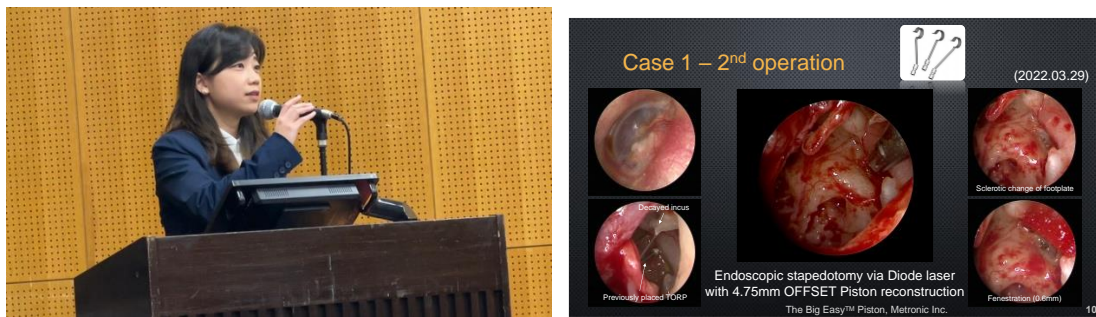 Case 1 – 2nd operation
(2022.03.29)
Decayed incus
Previously placed TORP
Sclerotic change of footplate
Fenestration (0.6mm)
Endoscopic stapedotomy via Diode laser
with 4.75mm OFFSET Piston reconstruction
The Big Easy™ Piston, Metronic Inc.
10